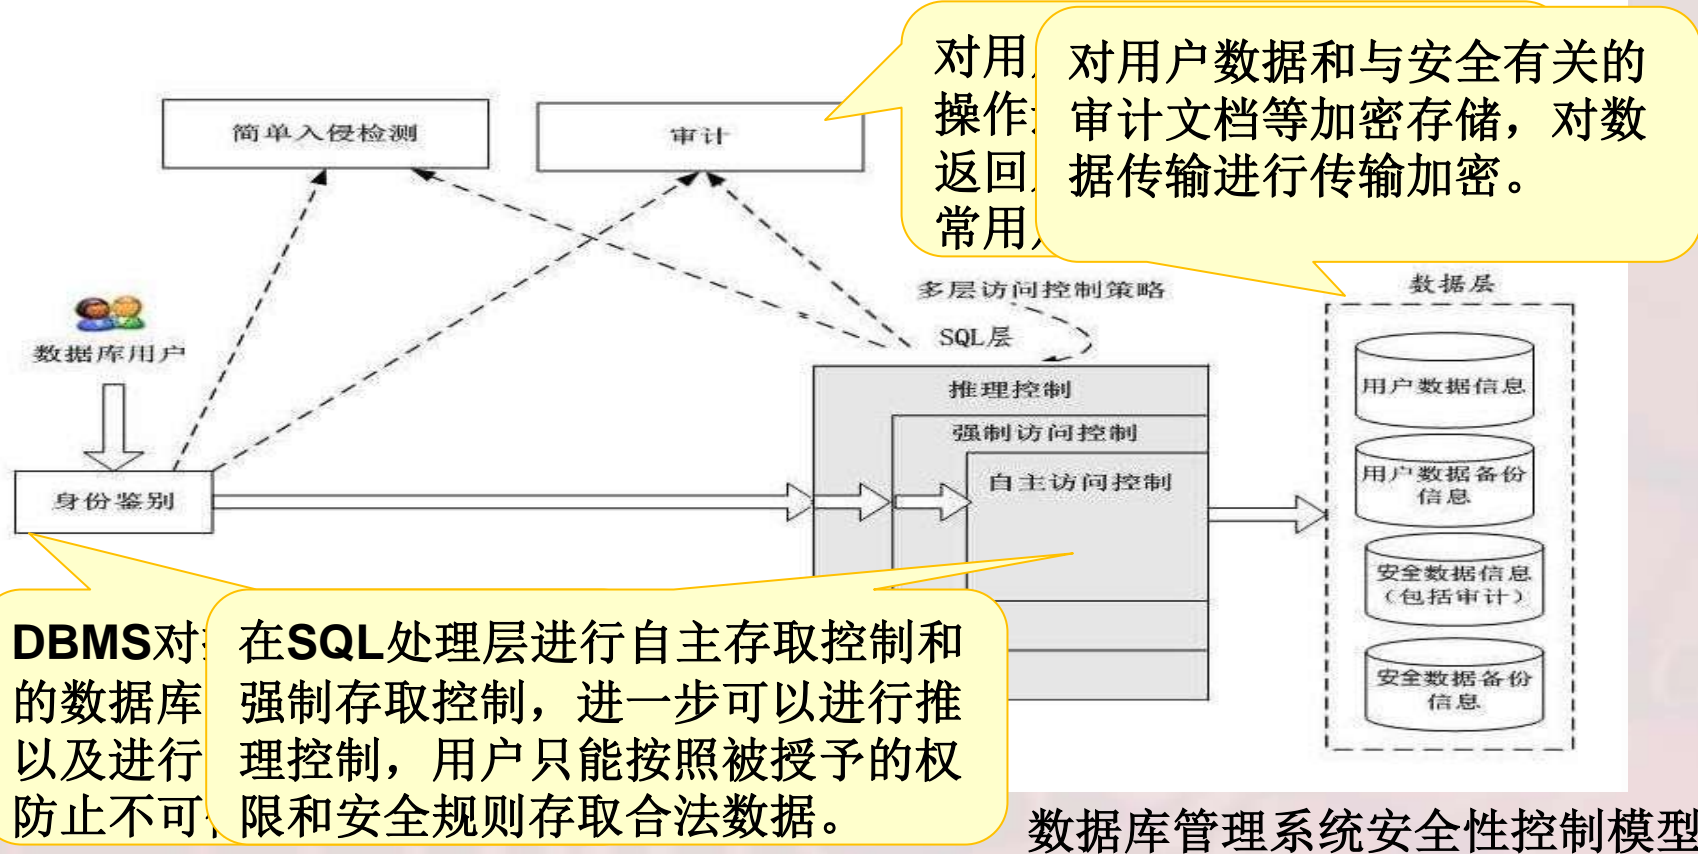 对用
操作
返回
常用
对用户数据和与安全有关的
审计文档等加密存储，对数
据传输进行传输加密。
简单入侵检测
审计
数据层
多层访问控制策略
SQL层
数据库用户
推理控制
强制访问控制
自主访问控制
身份鉴别
用户数据信息
用户数据备份
信息
安全数据信息
（包括审计）
安全数据备份
信息
DBMS对
的数据库
以及进行
防止不可
在SQL处理层进行自主存取控制和
强制存取控制，进一步可以进行推
理控制，用户只能按照被授予的权
限和安全规则存取合法数据。
数据库管理系统安全性控制模型